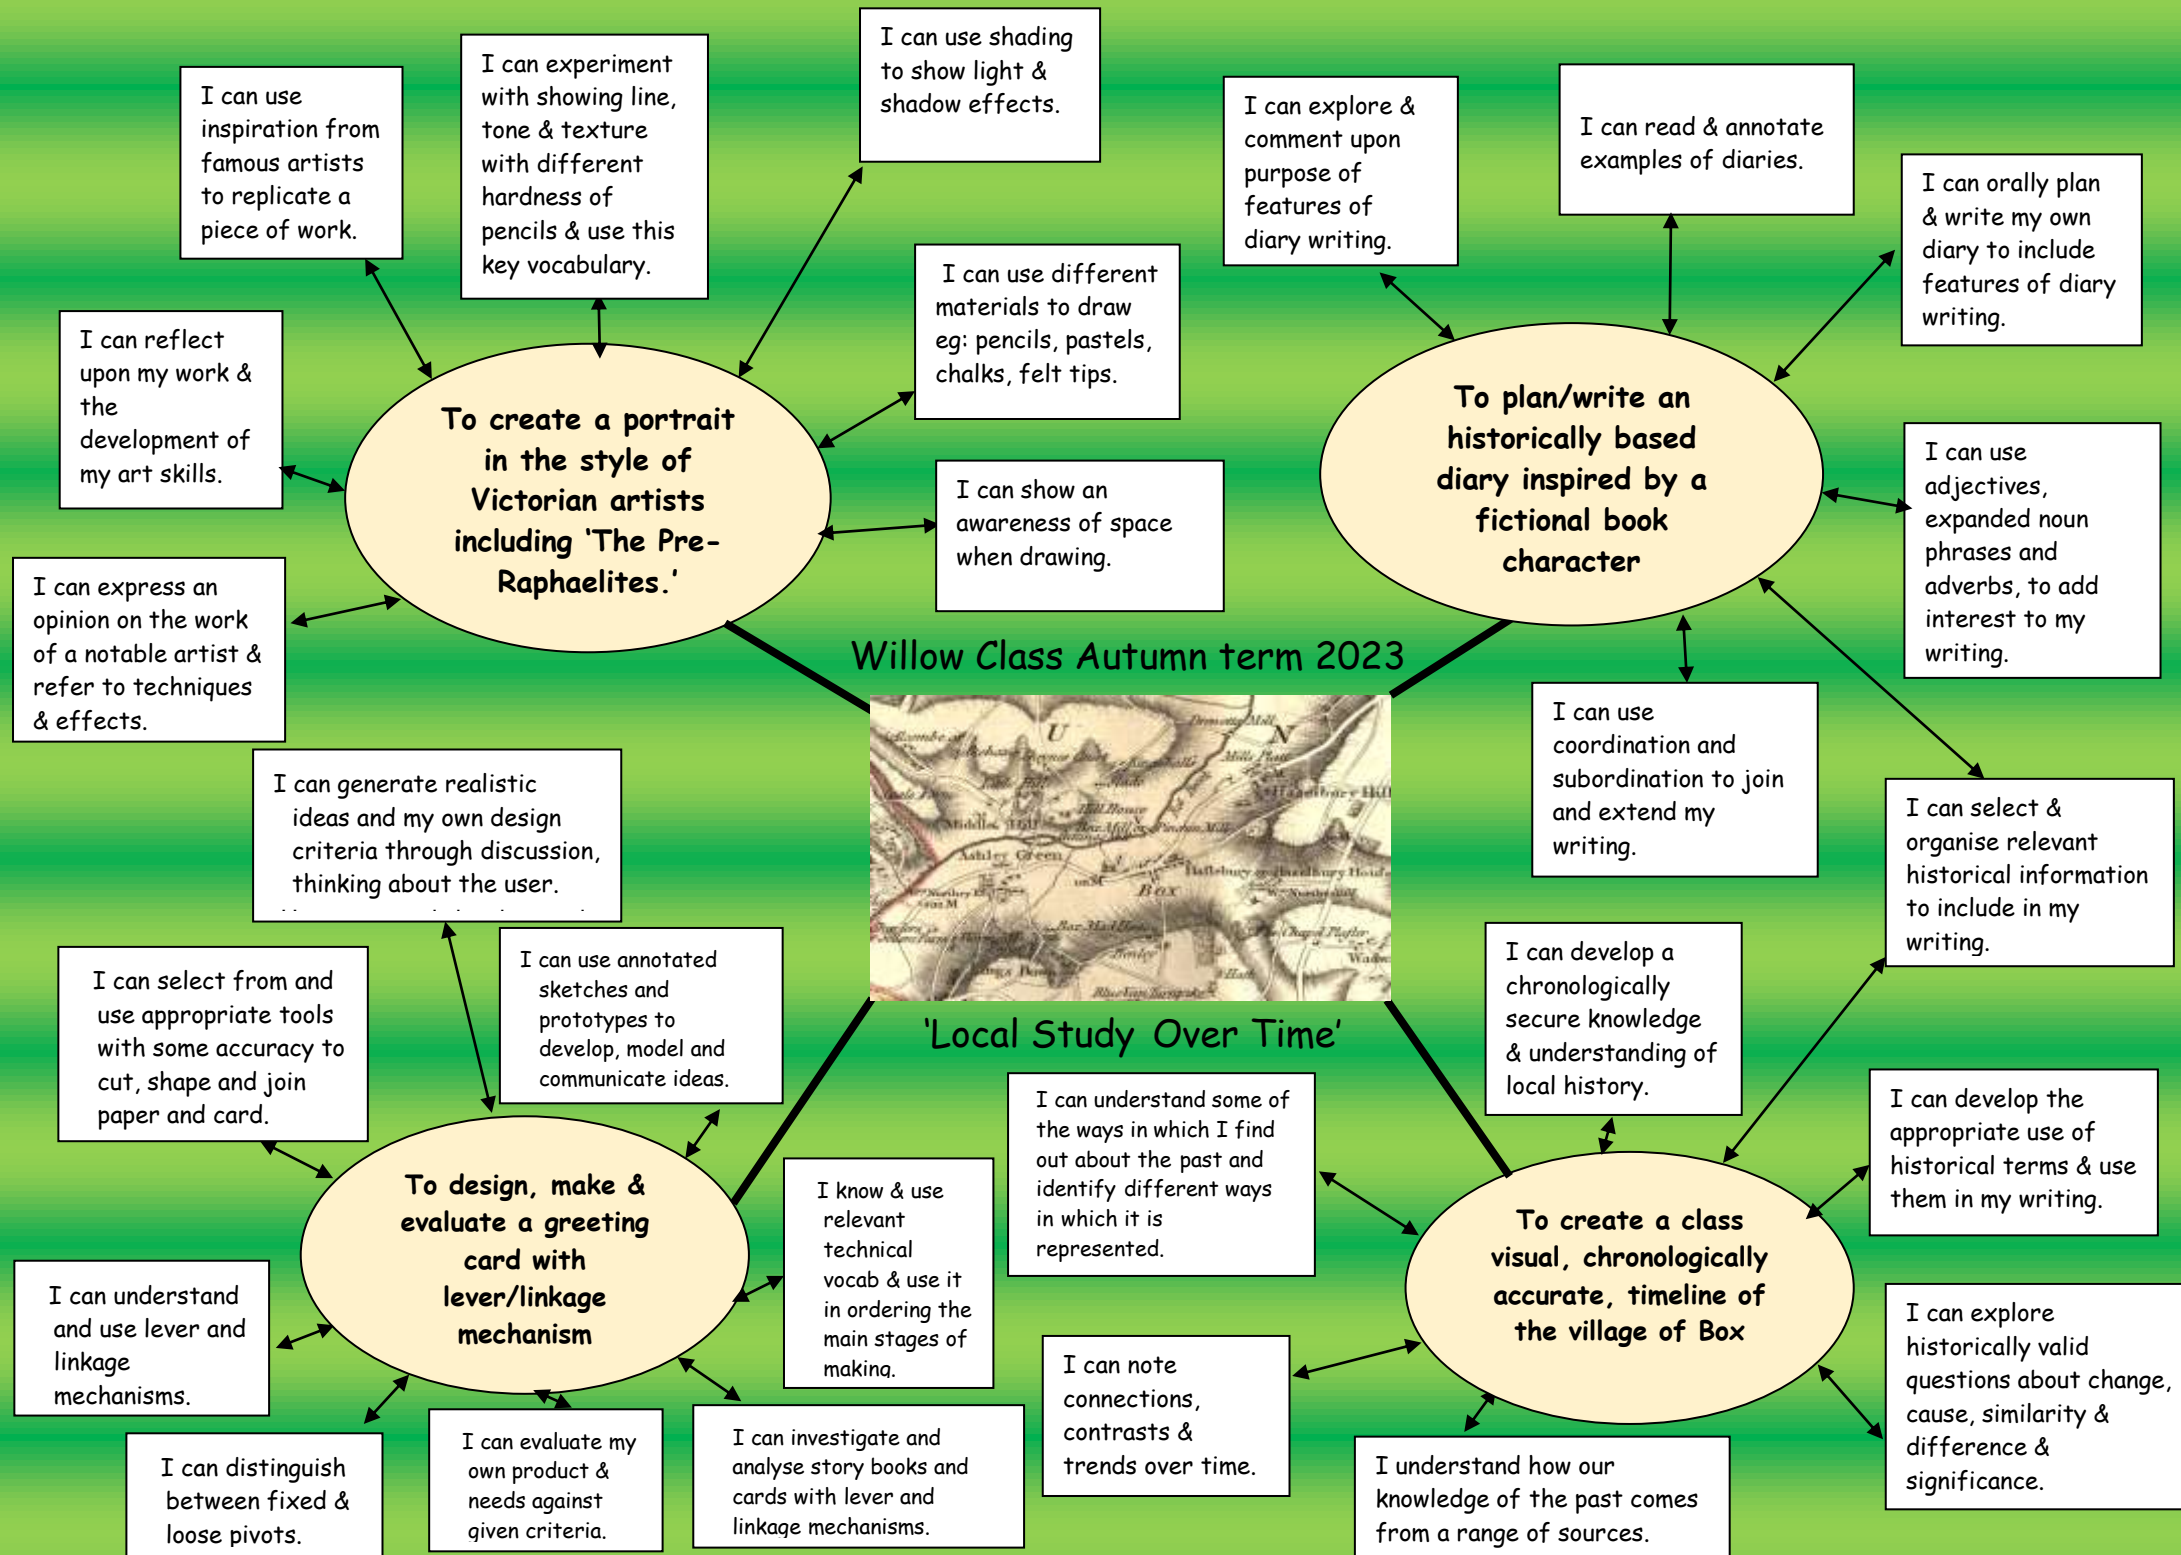 I can use
inspiration from
famous artists
to replicate a
piece of work.
I can experiment
with showing line,
tone & texture
with different
hardness of
pencils & use this
key vocabulary.
I can use shading
to show light &
shadow effects.
I can use different
materials to draw
eg: pencils, pastels,
chalks, felt tips.
I can show an
awareness of space
when drawing.
I can reflect
upon my work &
the
development of
my art skills.
I can express an
opinion on the work
of a notable artist &
refer to techniques
& effects.
To create a portrait
in the style of
Victorian artists
including ‘The Pre-
Raphaelites.’
I can explore &
comment upon
purpose of
features of
diary writing.
I can read & annotate
examples of diaries.
I can orally plan
& write my own
diary to include
features of diary
writing.
I can use
adjectives,
expanded noun
phrases and
adverbs, to add
interest to my
writing.
To plan/write an
historically based
diary inspired by a
fictional book
character
I can use
coordination and
subordination to join
and extend my
writing.
I can select &
organise relevant
historical information
to include in my
writing.
Willow Class Autumn term 2023
U
N
Mills Platt
Hill House
Middle Hill
Ashley Green
Box
Henley
‘Local Study Over Time’
I can generate realistic
ideas and my own design
criteria through discussion,
thinking about the user.
I can select from and
use appropriate tools
with some accuracy to
cut, shape and join
paper and card.
I can use annotated
sketches and
prototypes to
develop, model and
communicate ideas.
To design, make &
evaluate a greeting
card with
lever/linkage
mechanism
I know & use
relevant
technical
vocab & use it
in ordering the
main stages of
making.
I can understand
and use lever and
linkage
mechanisms.
I can distinguish
between fixed &
loose pivots.
I can evaluate my
own product &
needs against
given criteria.
I can investigate and
analyse story books and
cards with lever and
linkage mechanisms.
I can understand some of
the ways in which I find
out about the past and
identify different ways
in which it is
represented.
I can develop a
chronologically
secure knowledge
& understanding of
local history.
I can develop the
appropriate use of
historical terms & use
them in my writing.
To create a class
visual, chronologically
accurate, timeline of
the village of Box
I can note
connections,
contrasts &
trends over time.
I understand how our
knowledge of the past comes
from a range of sources.
I can explore
historically valid
questions about change,
cause, similarity &
difference &
significance.